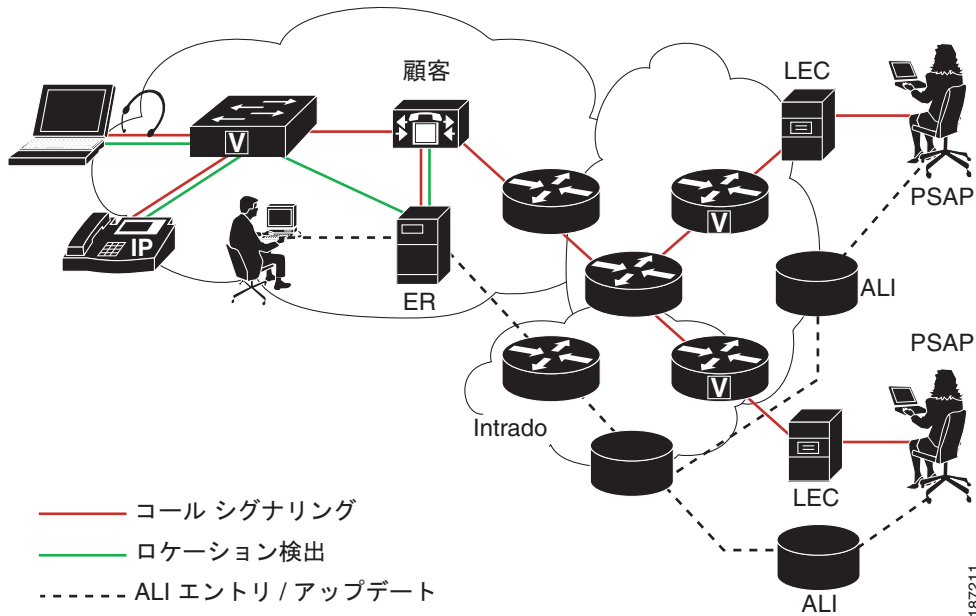 顧客
LEC
V
PSAP
V
IP
ER
ALI
PSAP
V
Intrado
LEC
コール シグナリング
ロケーション検出
ALI エントリ / アップデート
ALI
187211